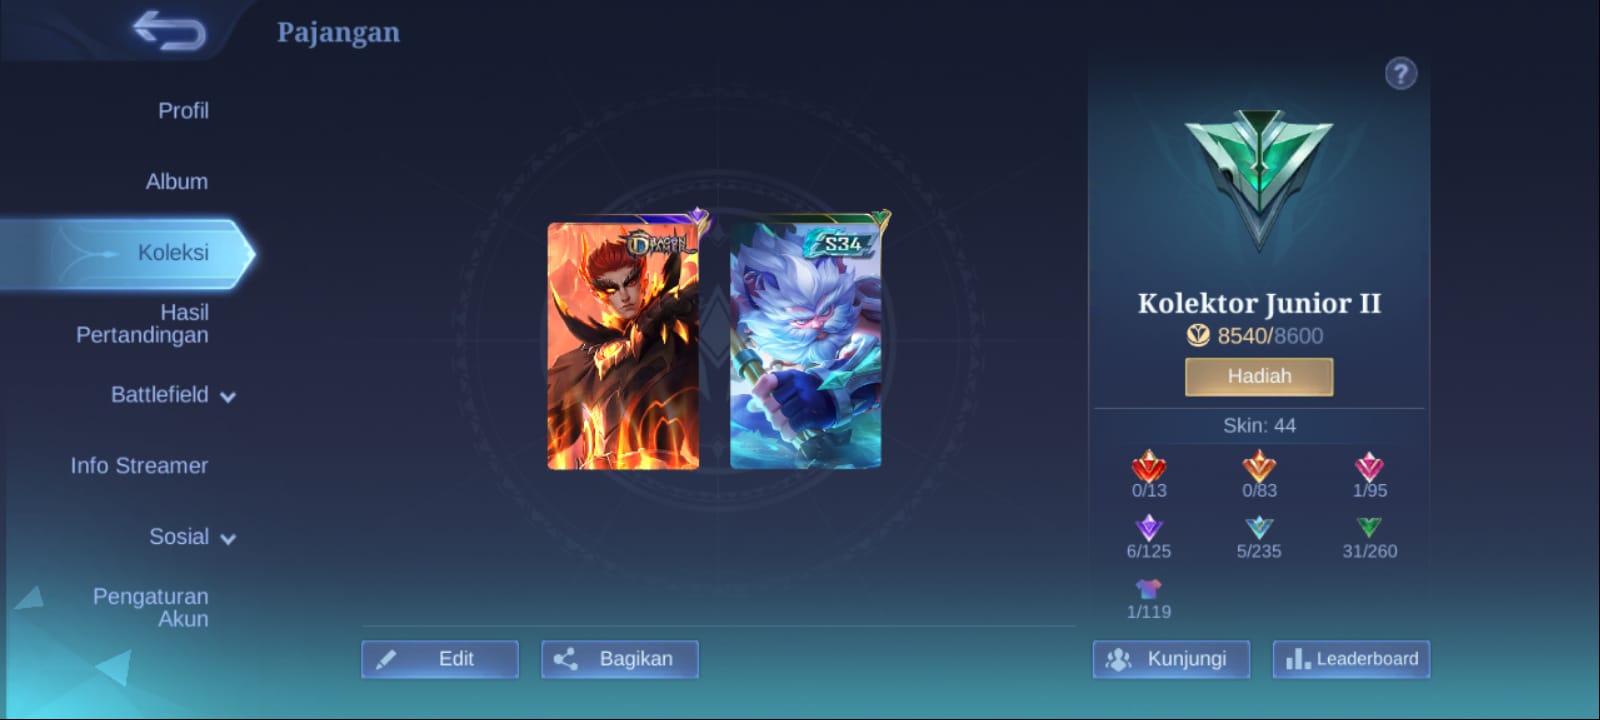 Pajangan
?
Profil
Album
Koleksi
Hasil
Pertandingan
Battlefield
Info Streamer
Sosial
Pengaturan
Akun
DRAGON
TAMER
S34
Edit
Bagikan
Kolektor Junior II
8540/8600
Hadiah
Skin: 44
0/13
0/83
1/95
6/125
5/235
31/260
1/119
Kunjungi
Leaderboard